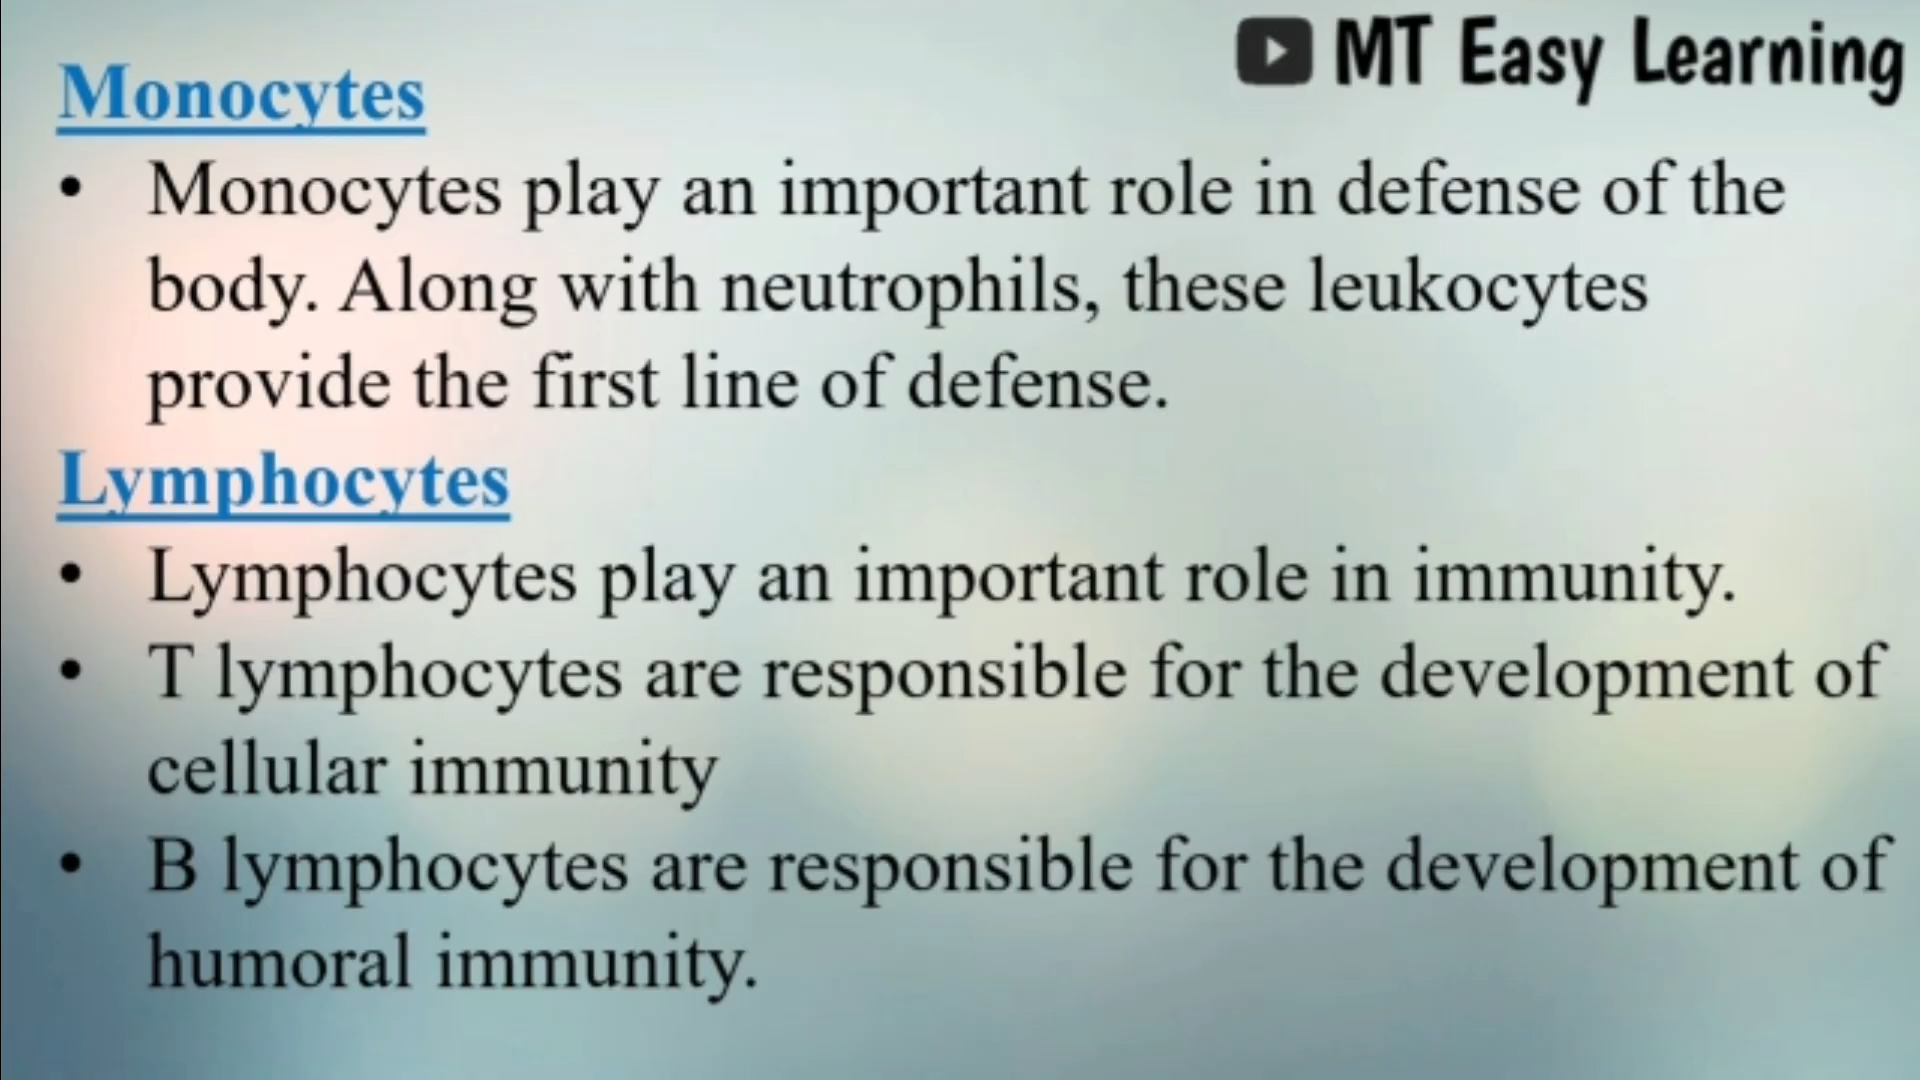 MT Easy Learning
Monocytes
• Monocytes play an important role in defense of the
body. Along with neutrophils, these leukocytes
provide the first line of defense.
Lymphocytes
• Lymphocytes play an important role in immunity.
• T lymphocytes are responsible for the development of
cellular immunity
• B lymphocytes are responsible for the development of
humoral immunity.